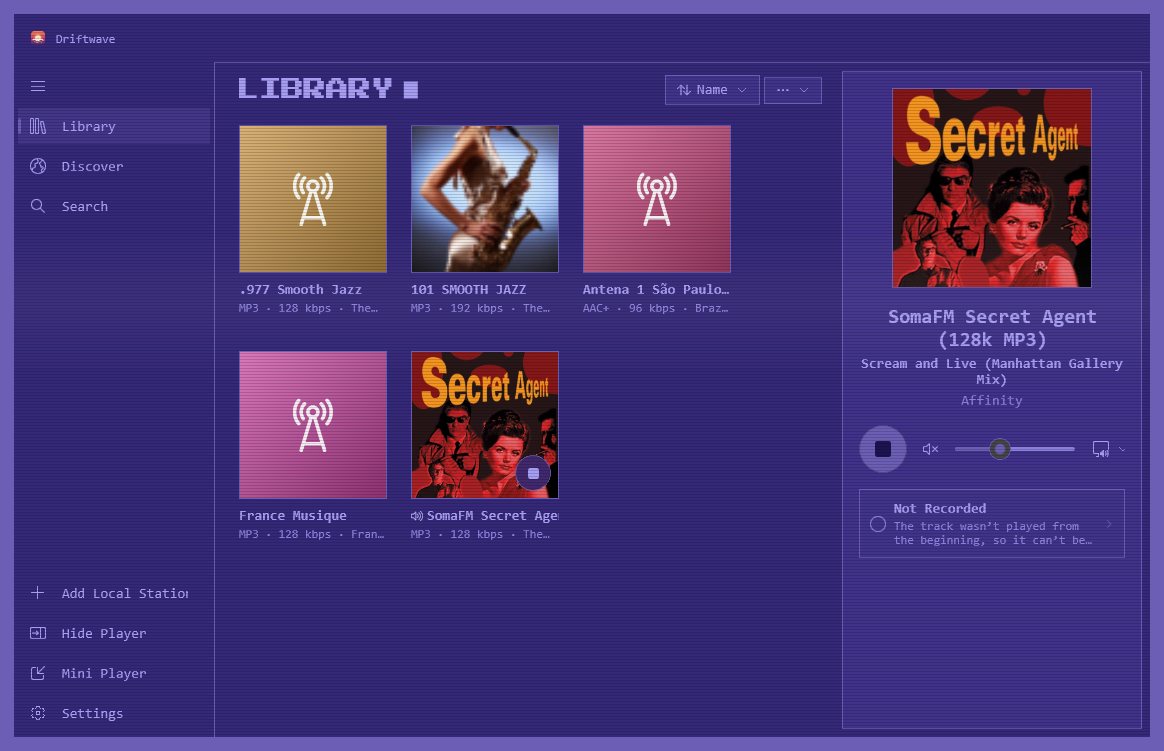 Driftwave
Library
Discover
Search
Add Local Station
Hide Player
Mini Player
Settings
LIBRARY
Name
.977 Smooth Jazz
MP3 · 128 kbps · The…
101 SMOOTH JAZZ
MP3 · 192 kbps · The…
Antena 1 São Paulo…
AAC+ · 96 kbps · Braz…
France Musique
MP3 · 128 kbps · Fran…
Secret Agent
SomaFM Secret Age
MP3 · 128 kbps · The…
Secret Agent
SomaFM Secret Agent
(128k MP3)
Scream and Live (Manhattan Gallery
Mix)
Affinity
Not Recorded
The track wasn’t played from
the beginning, so it can’t be…